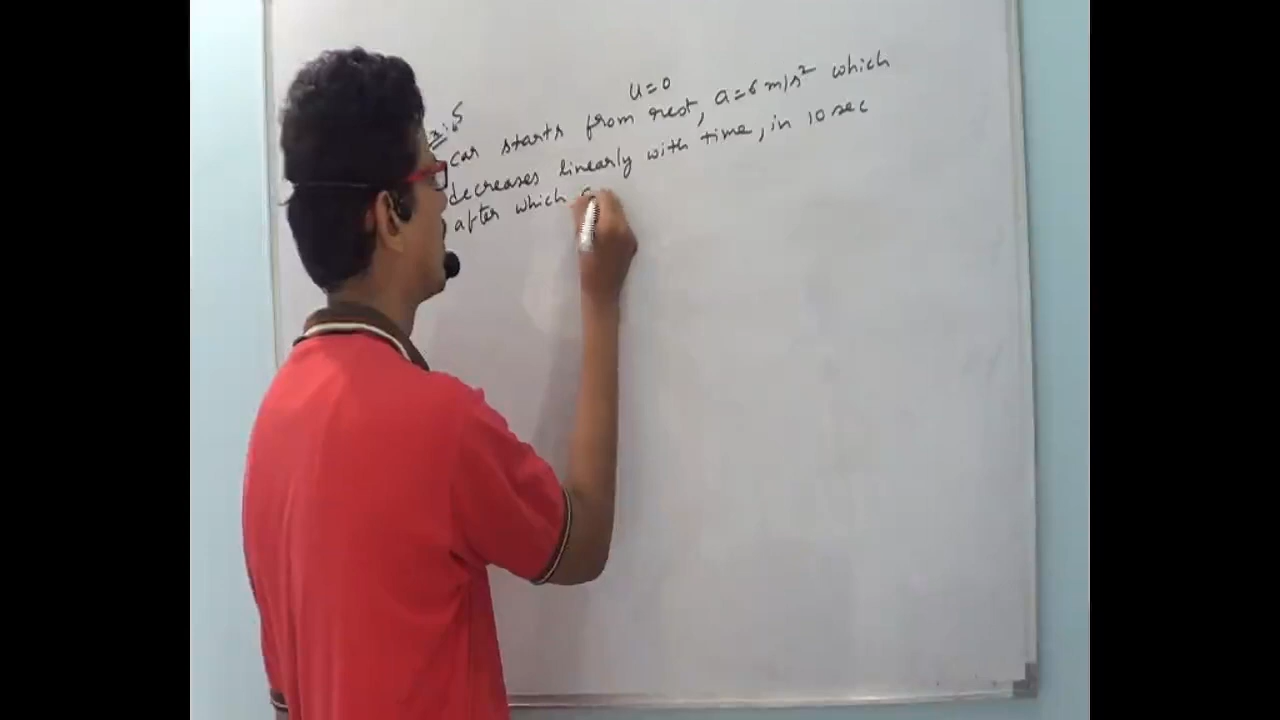 u=0
car starts from rest, a=6 m/s² which
decreases linearly with time, in 10 sec
after which